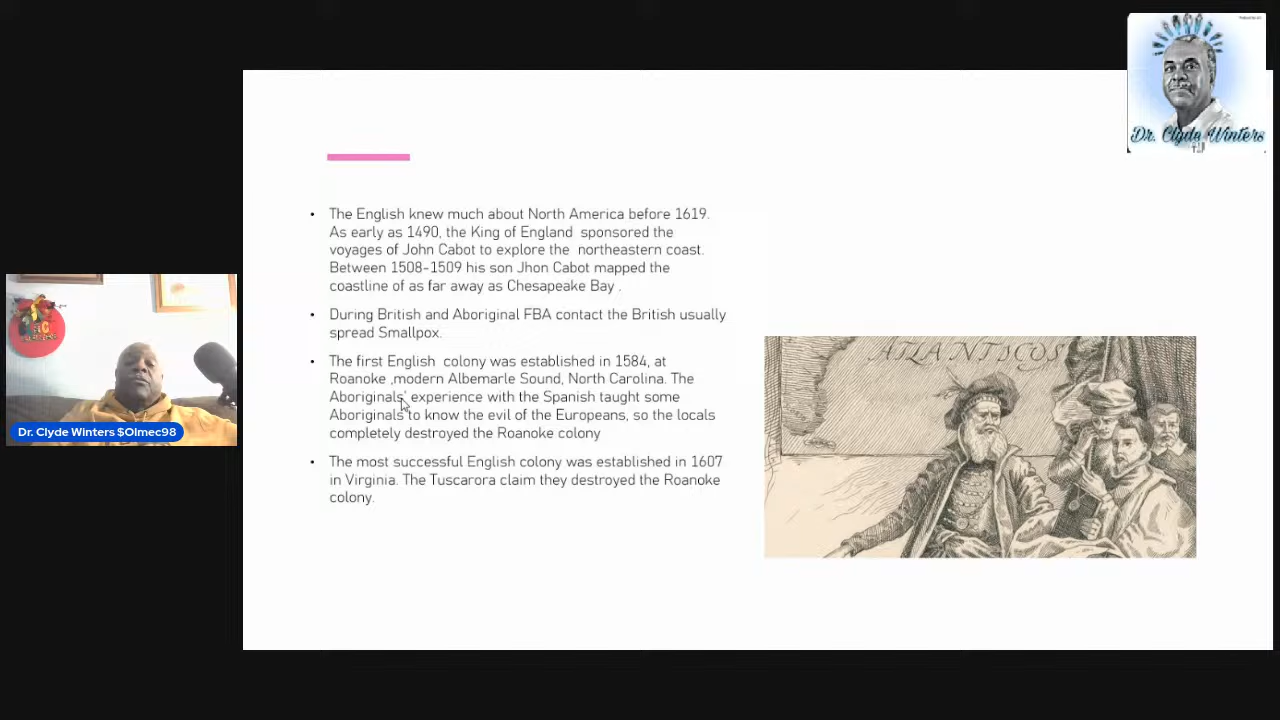 Dr. Clyde Winters
• The English knew much about North America before 1619.
As early as 1490, the King of England sponsored the
voyages of John Cabot to explore the northeastern coast.
Between 1508-1509 his son Jhon Cabot mapped the
coastline of as far away as Chesapeake Bay .
• During British and Aboriginal FBA contact the British usually
spread Smallpox.
• The first English colony was established in 1584, at
Roanoke ,modern Albemarle Sound, North Carolina. The
Aboriginals' experience with the Spanish taught some
Aboriginals to know the evil of the Europeans, so the locals
completely destroyed the Roanoke colony
• The most successful English colony was established in 1607
in Virginia. The Tuscarora claim they destroyed the Roanoke
colony.
ATLANTICOS
Dr. Clyde Winters $Olmec98